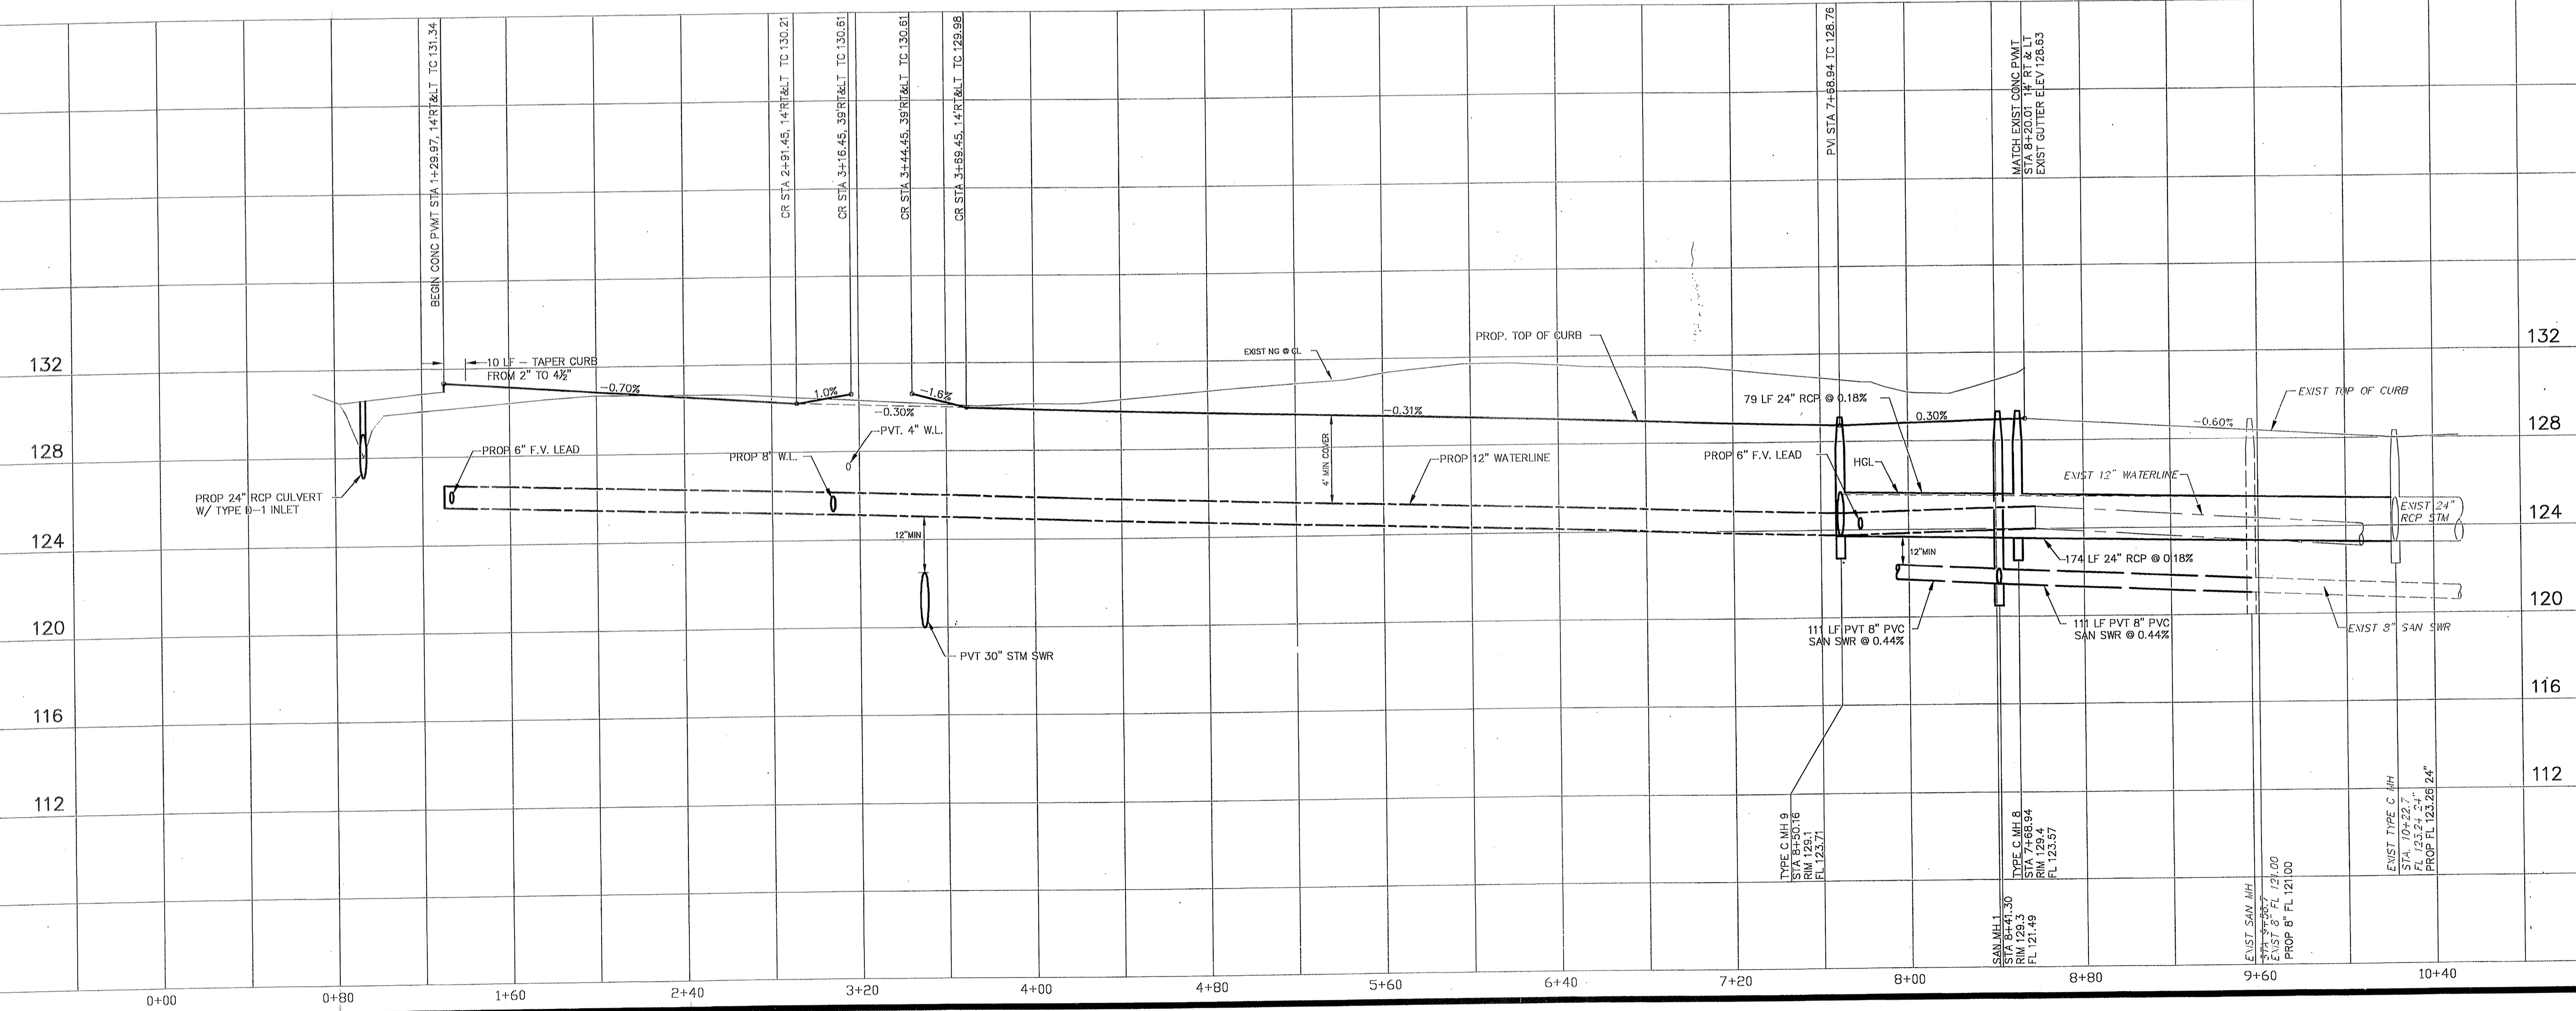 BEGIN CONC PVMT STA 1+29.97, 14'RT&LT TC 131.34
CR STA 2+91.45, 14'RT&LT TC 130.21
CR STA 3+16.45, 39'RT&LT TC 130.61
CR STA 3+44.45, 39'RT&LT TC 130.61
CR STA 3+69.45, 14'RT&LT TC 129.98
PVI STA 7+68.94 TC 128.76
MATCH EXIST CONC PVMT
STA 8+20.01 14' RT & LT
EXIST GUTTER ELEV 128.63
132
128
124
120
116
112
10 LF - TAPER CURB
FROM 2" TO 4½"
-0.70%
1.0%
-1.6%
-0.30%
EXIST NG @ CL
PROP. TOP OF CURB
-0.31%
79 LF 24" RCP @ 0.18%
0.30%
EXIST TOP OF CURB
-0.60%
PVT. 4" W.L.
PROP 6" F.V. LEAD
PROP 8' W.L.
4' MIN COVER
PROP 12" WATERLINE
PROP 6" F.V. LEAD
HGL
EXIST 12" WATERLINE
PROP 24" RCP CULVERT
W/ TYPE D-1 INLET
EXIST 24"
RCP STM
12"MIN
12"MIN
174 LF 24" RCP @ 0.18%
PVT 30" STM SWR
111 LF PVT 8" PVC
SAN SWR @ 0.44%
111 LF PVT 8" PVC
SAN SWR @ 0.44%
EXIST 8" SAN SWR
132
128
124
120
116
112
TYPE C MH 9
STA 8+50.16
RIM 129.1
FL 123.71
SAN MH 1
STA 8+41.30
RIM 129.3
FL 121.49
TYPE C MH 8
STA 7+68.94
RIM 129.4
FL 123.57
EXIST SAN MH
STA 9+56.7
EXIST 8" FL 121.00
PROP 8" FL 121.00
EXIST TYPE C MH
STA. 10+22.7
FL 123.24 24"
PROP FL 123.26 24"
0+00
0+80
1+60
2+40
3+20
4+00
4+80
5+60
6+40
7+20
8+00
8+80
9+60
10+40